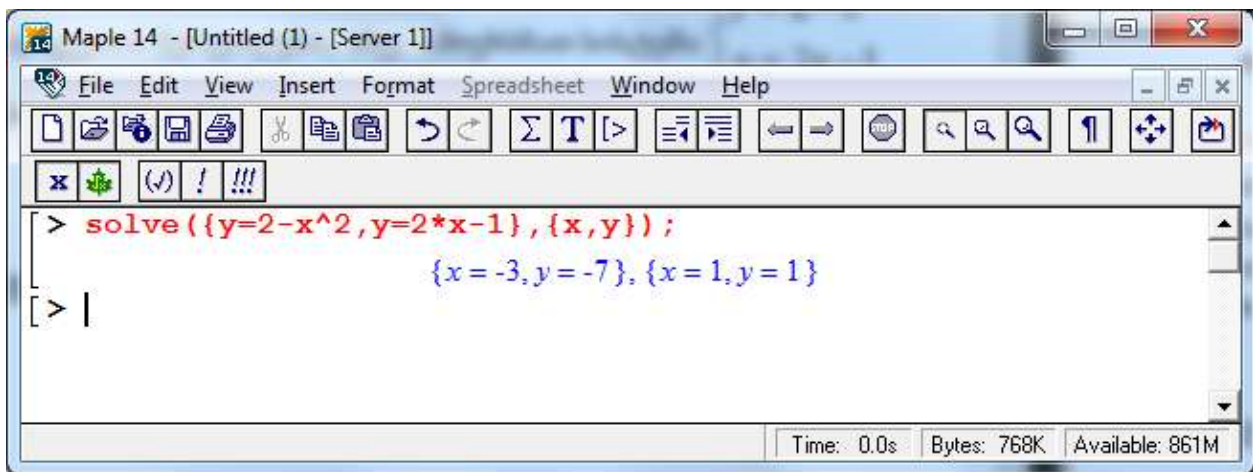 Maple 14 - [Untitled (1) - [Server 1]]
File Edit View Insert Format Spreadsheet Window Help
Σ T [> STOP ¶
x (√) ! !!!
[ > solve({y=2-x^2,y=2*x-1},{x,y});
{x = -3, y = -7}, {x = 1, y = 1}
[ >
Time: 0.0s Bytes: 768K Available: 861M